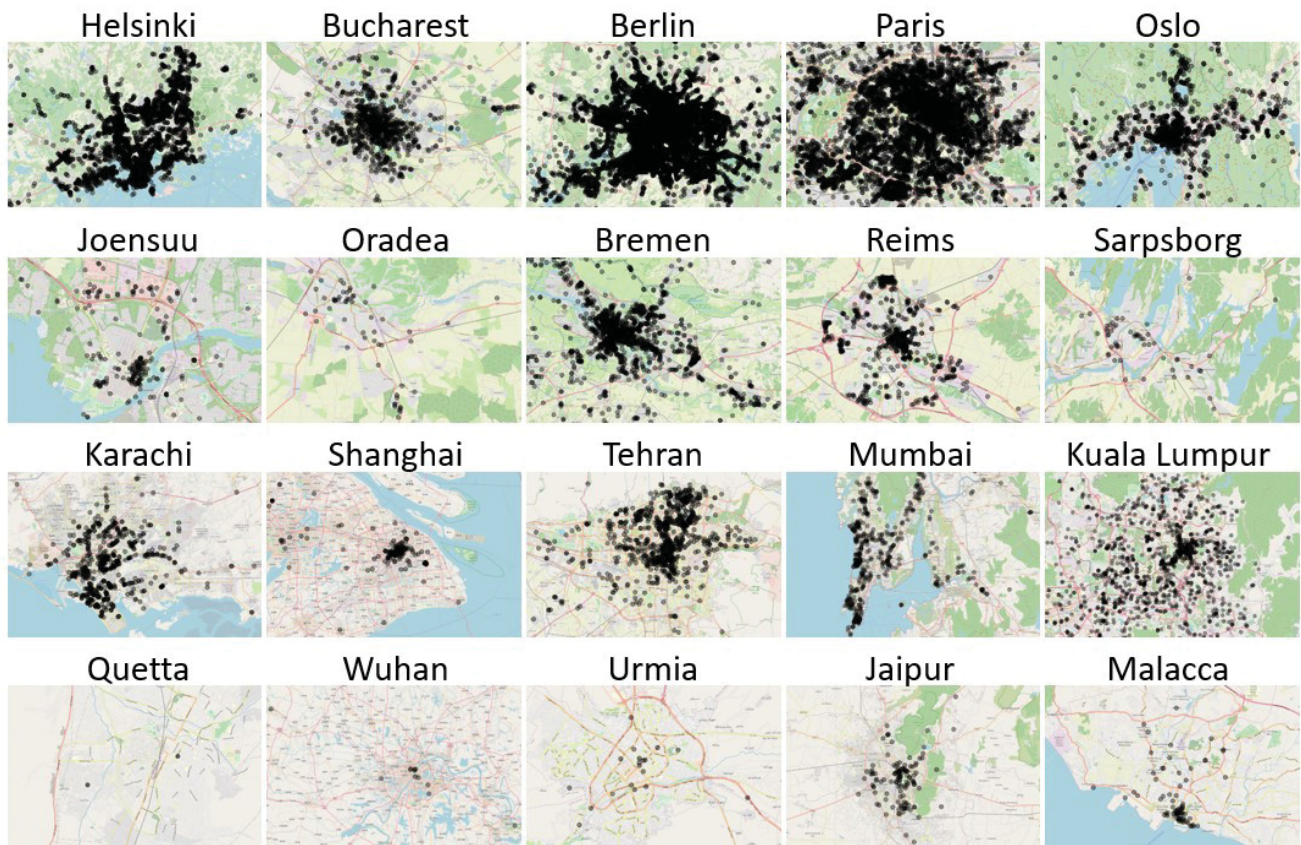 Helsinki Bucharest Berlin Paris Oslo
Joensuu Oradea Bremen Reims Sarpsborg
Karachi Shanghai Tehran Mumbai Kuala Lumpur
Quetta Wuhan Urmia Jaipur Malacca